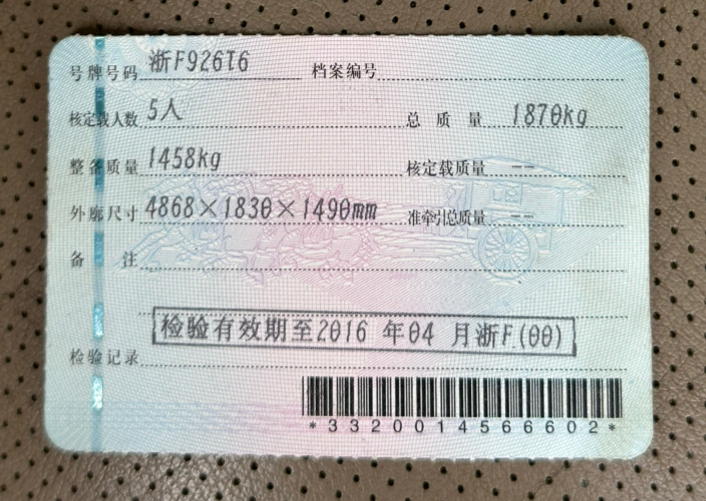 号牌号码 浙F926T6 档案编号
核定载人数 5人 总质量 1870kg
整备质量 1458kg 核定载质量 --
外廓尺寸 4868×1830×1490mm 准牵引总质量 --
备注
检验有效期至2016年04月浙F.(00)
检验记录
*3320014566602*